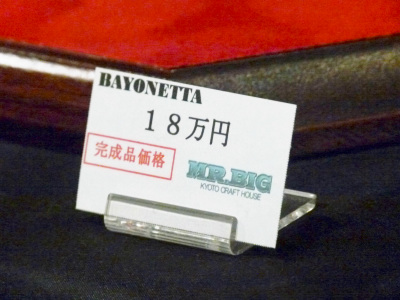 BAYONETTA
18万円
完成品価格
MR.BIG
KYOTO CRAFT HOUSE